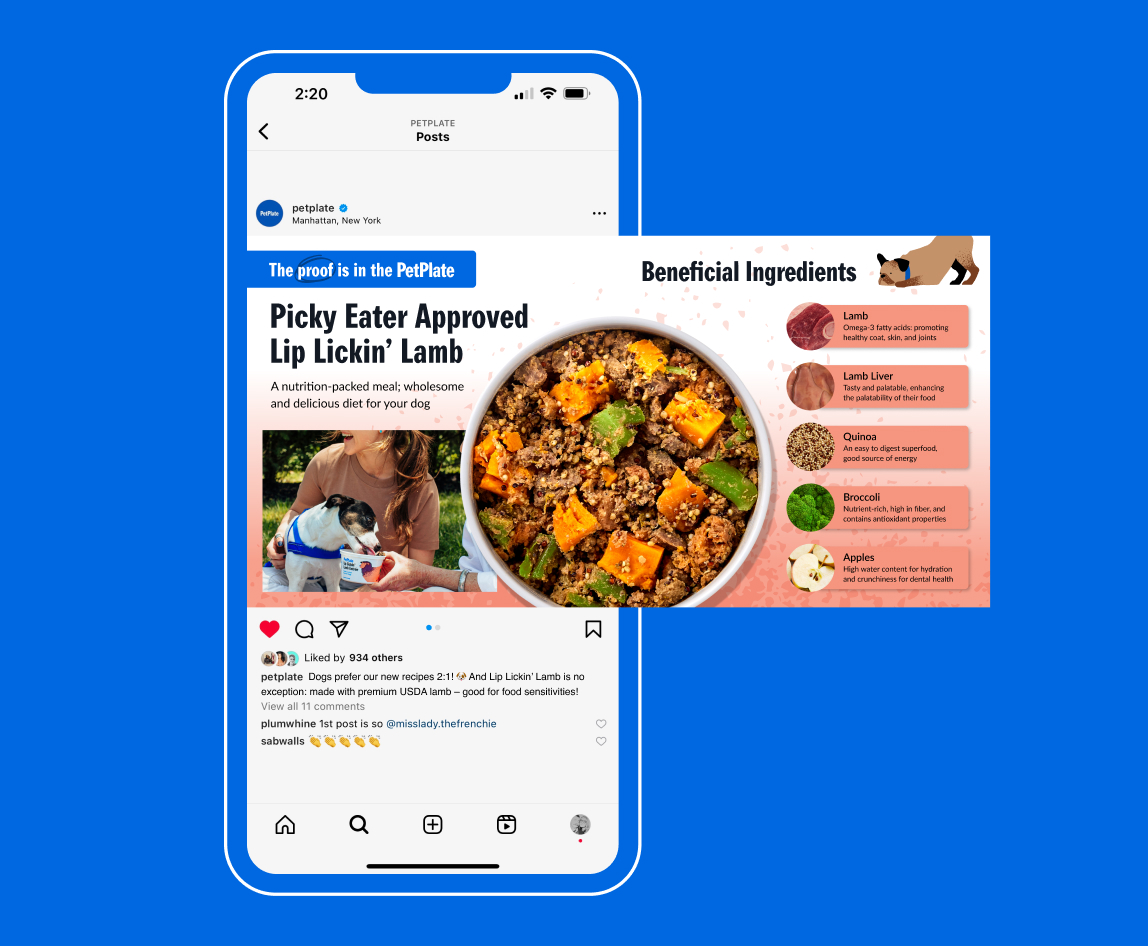 2:20
PETPLATE
Posts
PetPlate
petplate
Manhattan, New York
The proof is in the PetPlate
Picky Eater Approved
Lip Lickin' Lamb
A nutrition-packed meal; wholesome
and delicious diet for your dog
Beneficial Ingredients
Lamb
Omega-3 fatty acids: promoting
healthy coat, skin, and joints
Lamb Liver
Tasty and palatable, enhancing
the palatability of their food
Quinoa
An easy to digest superfood,
good source of energy
Broccoli
Nutrient-rich, high in fiber, and
contains antioxidant properties
Apples
High water content for hydration
and crunchiness for dental health
Liked by 934 others
petplate Dogs prefer our new recipes 2:1! 🐶 And Lip Lickin' Lamb is no
exception: made with premium USDA lamb – good for food sensitivities!
View all 11 comments
plumwhine 1st post is so @misslady.thefrenchie
sabwalls 👏👏👏👏👏